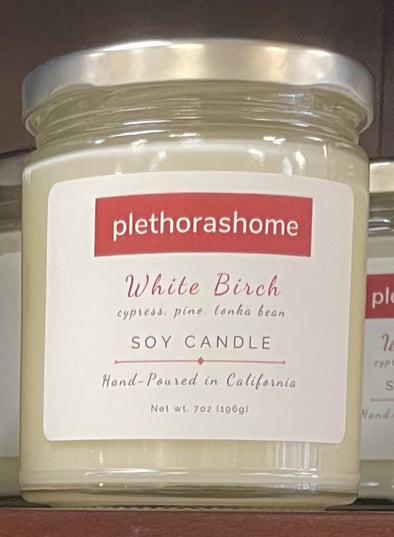 plethorashome
White Birch
cypress, pine, tonka bean
SOY CANDLE
Hand-Poured in California
Net wt. 7oz (196g)